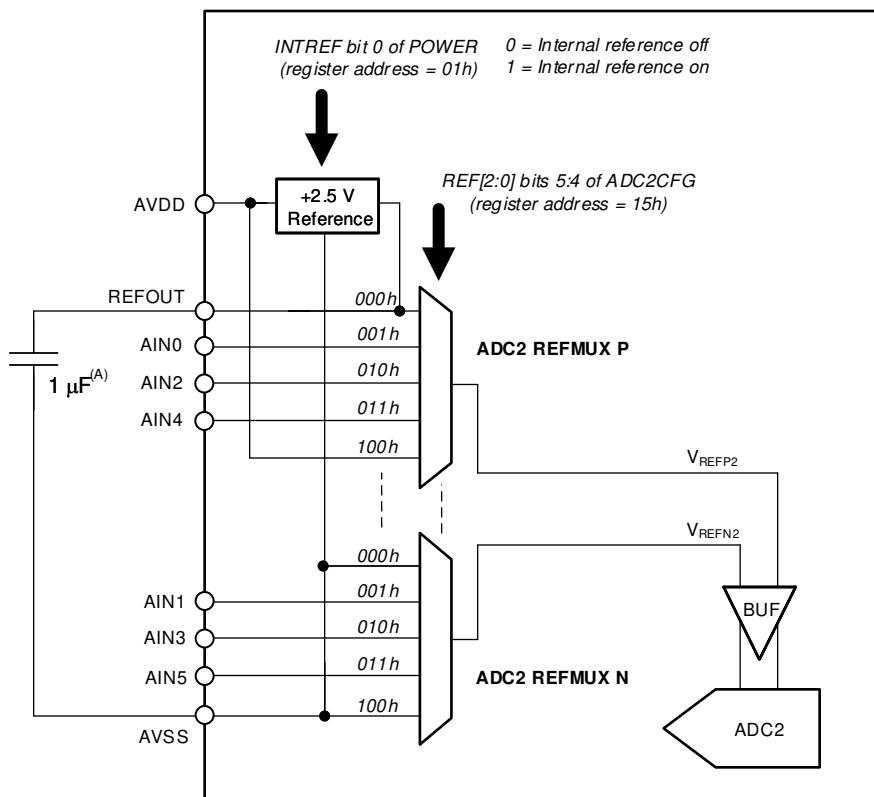 INTREF bit 0 of POWER
(register address = 01h)
0 = Internal reference off
1 = Internal reference on
+2.5 V
Reference
REF[2:0] bits 5:4 of ADC2CFG
(register address = 15h)
AVDD
REFOUT
000h
AIN0
001h
ADC2 REFMUX P
1 µF(A)
AIN2
010h
AIN4
011h
100h
VREFP2
VREFN2
000h
AIN1
001h
BUF
AIN3
010h
AIN5
011h
ADC2 REFMUX N
100h
AVSS
ADC2